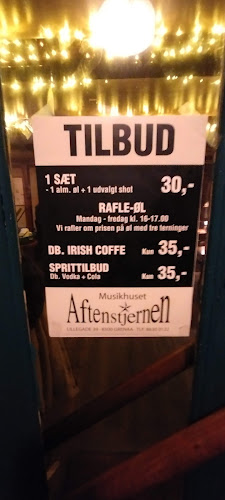 TILBUD
1 SÆT 30,-
- 1 alm. øl + 1 udvalgt shot
RAFLE-ØL
Mandag - fredag kl. 16-17.00
Vi rafler om prisen på øl med tre terninger
DB. IRISH COFFE Kun 35,-
SPRITTILBUD Kun 35,-
Db. Vodka + Cola
Musikhuset
Aftenstjernen